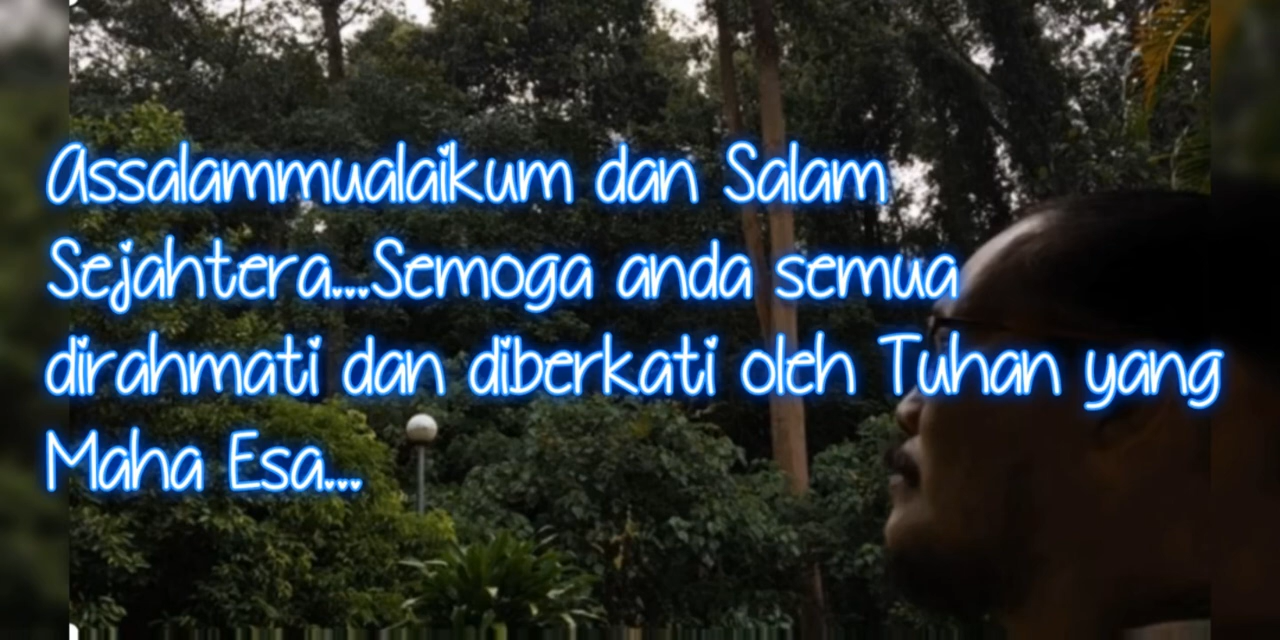 Assalammualaikum dan Salam
Sejahtera...Semoga anda semua
dirahmati dan diberkati oleh Tuhan yang
Maha Esa...